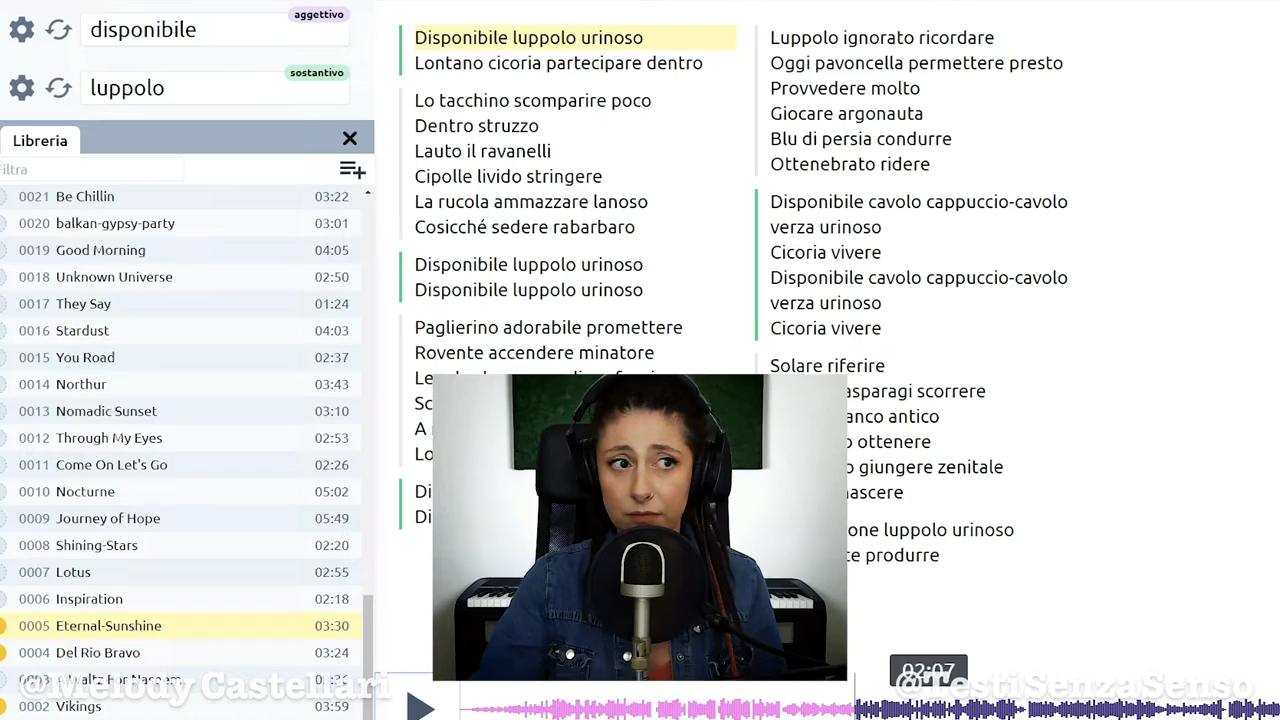 aggettivo
disponibile
sostantivo
luppolo
Libreria
Filtra
0021 Be Chillin 03:22
0020 balkan-gypsy-party 03:01
0019 Good Morning 04:05
0018 Unknown Universe 02:50
0017 They Say 01:24
0016 Stardust 04:03
0015 You Road 02:37
0014 Northur 03:43
0013 Nomadic Sunset 03:10
0012 Through My Eyes 02:53
0011 Come On Let's Go 02:26
0010 Nocturne 05:02
0009 Journey of Hope 05:49
0008 Shining-Stars 02:20
0007 Lotus 02:55
0006 Inspiration 02:18
0005 Eternal-Sunshine 03:30
0004 Del Rio Bravo 03:24
0002 Vikings 03:59
Disponibile luppolo urinoso
Lontano cicoria partecipare dentro
Lo tacchino scomparire poco
Dentro struzzo
Lauto il ravanelli
Cipolle livido stringere
La rucola ammazzare lanoso
Cosicché sedere rabarbaro
Disponibile luppolo urinoso
Disponibile luppolo urinoso
Paglierino adorabile promettere
Rovente accendere minatore
Sc
A
Lo
Di
Di
Luppolo ignorato ricordare
Oggi pavoncella permettere presto
Provvedere molto
Giocare argonauta
Blu di persia condurre
Ottenebrato ridere
Disponibile cavolo cappuccio-cavolo
verza urinoso
Cicoria vivere
Disponibile cavolo cappuccio-cavolo
verza urinoso
Cicoria vivere
Solare riferire
asparagi scorrere
anco antico
o ottenere
o giungere zenitale
nascere
one luppolo urinoso
te produrre
02:07
@TestiSenzaSenso